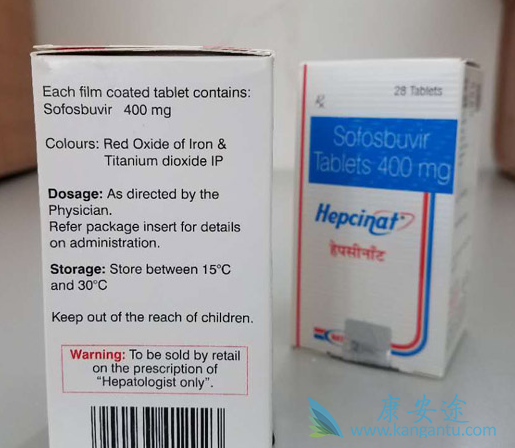 Each film coated tablet contains:
Sofosbuvir 400 mg
Colours: Red Oxide of Iron &
Titanium dioxide IP
Dosage: As directed by the
Physician.
Refer package insert for details
on administration.
Storage: Store between 15°C
and 30°C
Keep out of the reach of children.
Warning: To be sold by retail
on the prescription of
“Hepatologist only”.
Rx
28 Tablets
Sofosbuvir
Tablets 400 mg
Hepcinat
हेपसीनॉट
康安途
www.kangantu.com